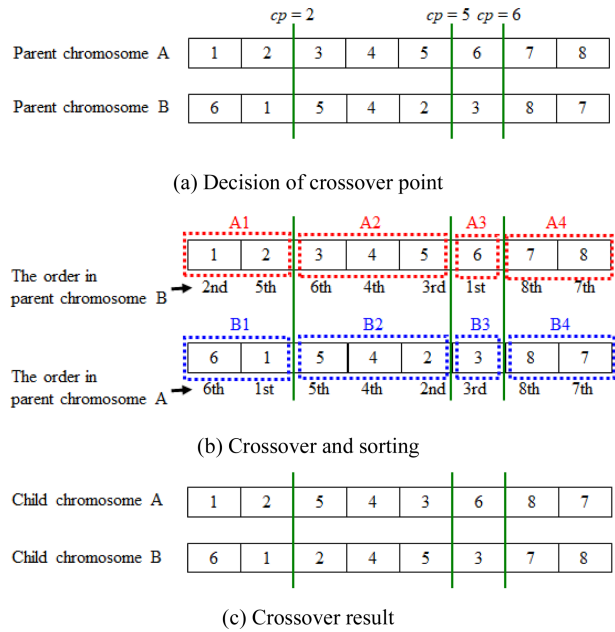 cp = 2 cp = 5 cp = 6
Parent chromosome A 1 2 3 4 5 6 7 8
Parent chromosome B 6 1 5 4 2 3 8 7
(a) Decision of crossover point
A1 A2 A3 A4
1 2 3 4 5 6 7 8
The order in
parent chromosome B
2nd 5th 6th 4th 3rd 1st 8th 7th
B1 B2 B3 B4
6 1 5 4 2 3 8 7
The order in
parent chromosome A
6th 1st 5th 4th 2nd 3rd 8th 7th
(b) Crossover and sorting
Child chromosome A 1 2 5 4 3 6 8 7
Child chromosome B 6 1 2 4 5 3 7 8
(c) Crossover result